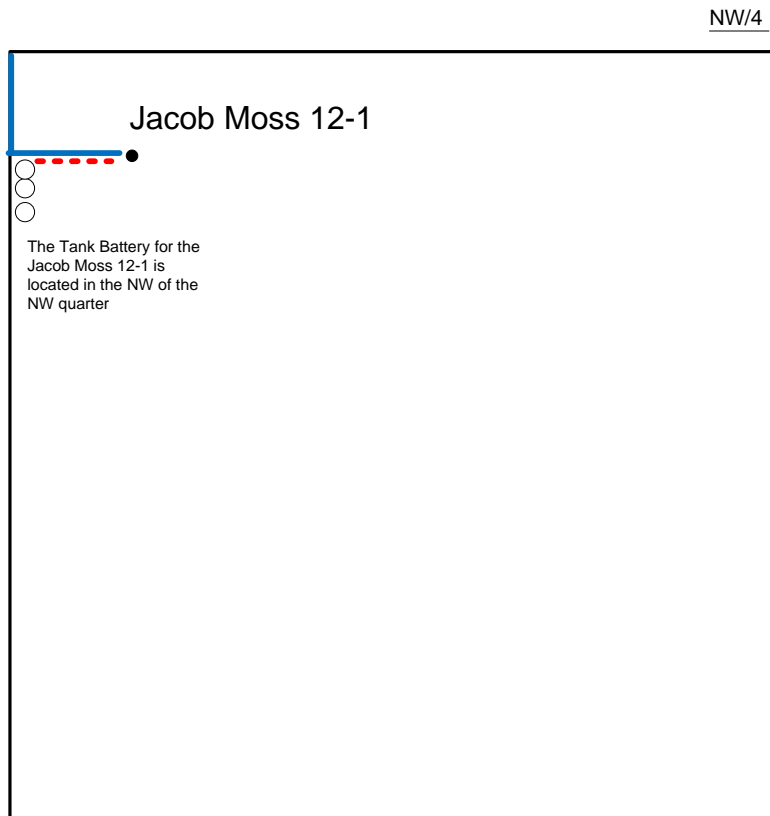 NW/4
Jacob Moss 12-1
The Tank Battery for the
Jacob Moss 12-1 is
located in the NW of the
NW quarter